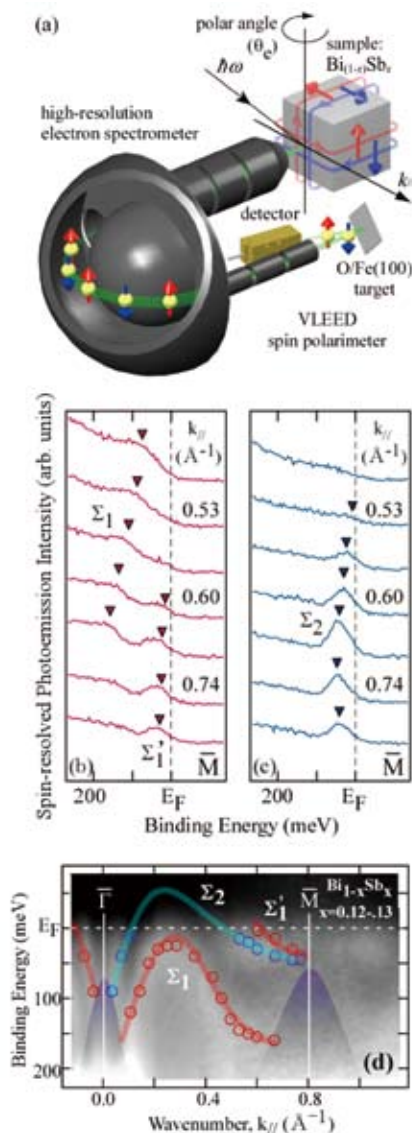 (a)
polar angle
(θe)
sample:
Bi(1-x)Sbx
ħω
high-resolution
electron spectrometer
k
detector
O/Fe(100)
target
VLEED
spin polarimeter
Spin-resolved Photoemission Intensity (arb. units)
k//
(Å-1)
0.53
Σ1
0.60
0.74
Σ1'
(b)
M̅
200
EF
k//
(Å-1)
0.53
0.60
Σ2
0.74
(c)
M̅
200
EF
Binding Energy (meV)
Binding Energy (meV)
EF
100
200
Γ̅
Σ2
Σ1'
M̅
Bi1-xSbx
x=0.12-.13
Σ1
(d)
0.0
0.4
0.8
Wavenumber, k// (Å-1)